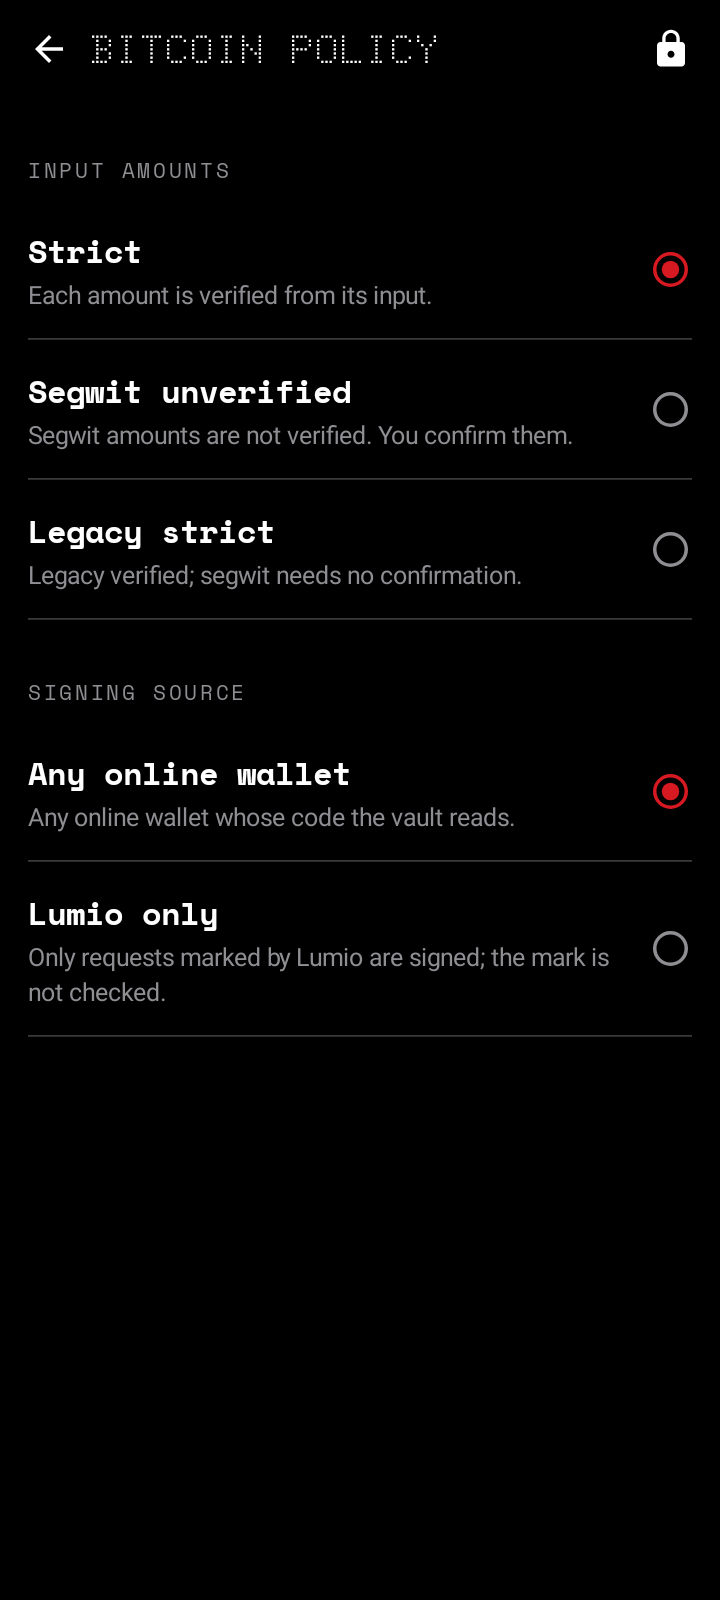 BITCOIN POLICY
INPUT AMOUNTS
Strict
Each amount is verified from its input.
Segwit unverified
Segwit amounts are not verified. You confirm them.
Legacy strict
Legacy verified; segwit needs no confirmation.
SIGNING SOURCE
Any online wallet
Any online wallet whose code the vault reads.
Lumio only
Only requests marked by Lumio are signed; the mark is
not checked.